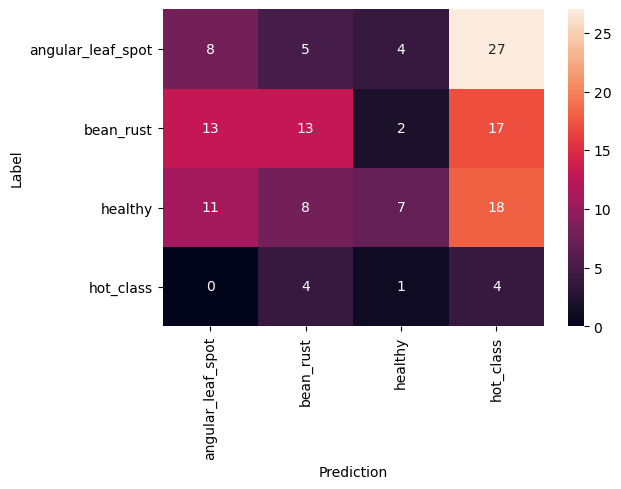 angular_leaf_spot 8 5 4 27
bean_rust 13 13 2 17
healthy 11 8 7 18
hot_class 0 4 1 4
angular_leaf_spot
bean_rust
healthy
hot_class
Prediction
Label
25
20
15
10
5
0